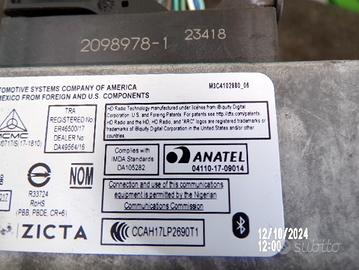 2098978-1
23418
OMOTIVE SYSTEMS COMPANY OF AMERICA
MEXICO FROM FOREIGN AND U.S. COMPONENTS
M3C4102880_06
TRA
REGISTERED No
ER46500/17
DEALER No
DA49564/16
HD Radio Technology manufactured under license from iBiquity Digital
Corporation. U.S. and Foreign Patents. For patents see http://dts.com/patents.
HD Radio and the HD, HD Radio, and "ARC" logos are registered
trademarks or trademarks of iBiquity Digital Corporation in the
United States and/or other countries.
MCMC
Complies with
IMDA Standards
DA105282
ANATEL
04110-17-09014
NOM
R33724
RoHS
(PBB, PBDE, CR+6)
Connection and use of this
communications equipment
is permitted by the Nigerian
Communications Commission
ZICTA
CCAH17LP2690T1
12/10/2024
12:00
subito